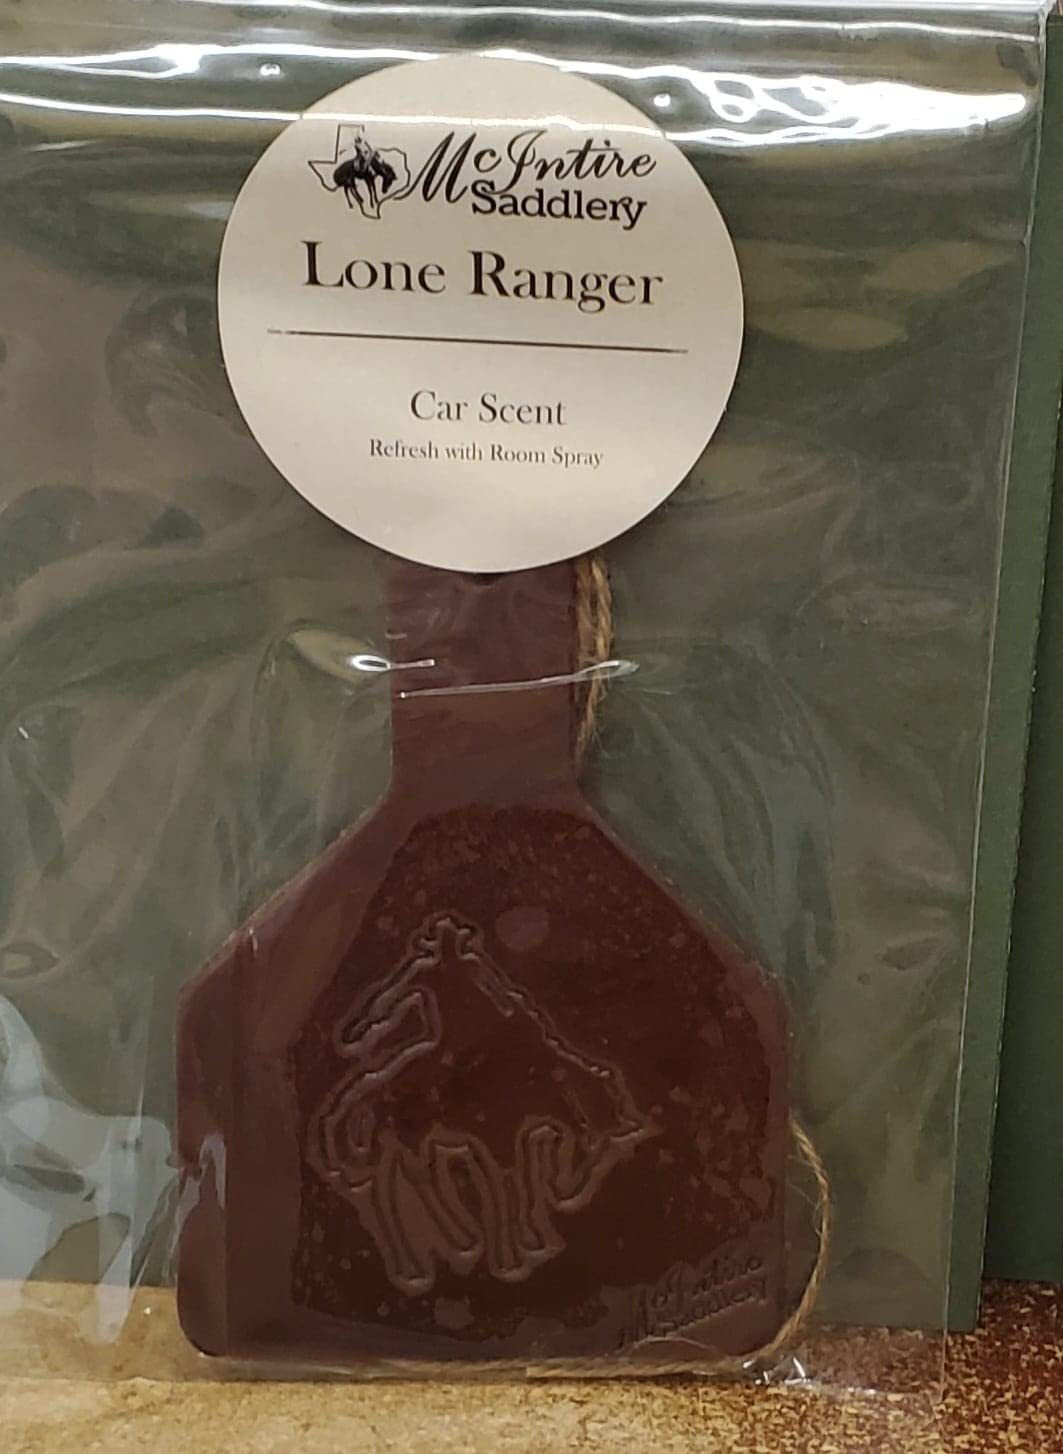 McIntire
Saddlery
Lone Ranger
Car Scent
Refresh with Room Spray
McIntire
Saddlery